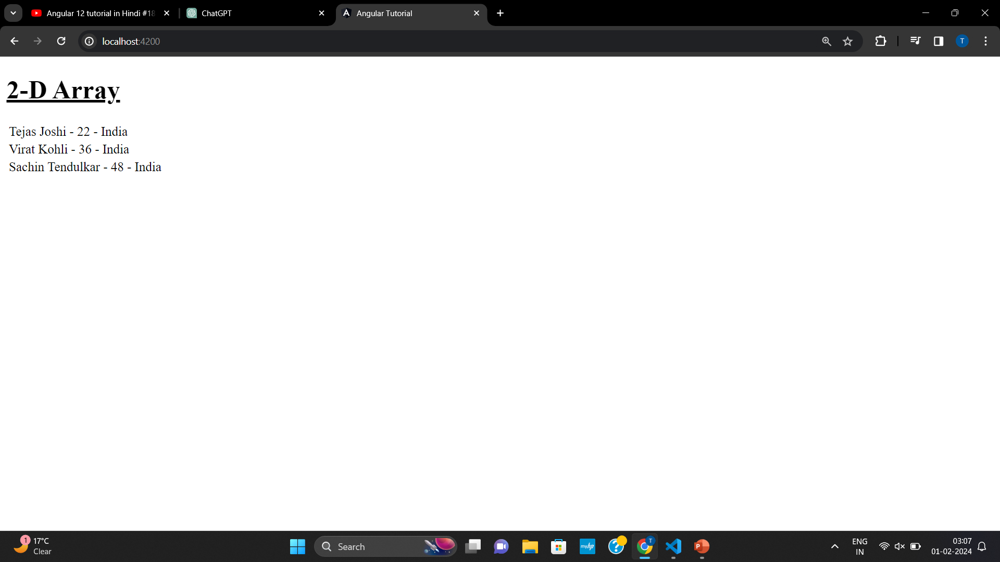 Angular 12 tutorial in Hindi #18
ChatGPT
Angular Tutorial
localhost:4200
T
2-D Array
Tejas Joshi - 22 - India
Virat Kohli - 36 - India
Sachin Tendulkar - 48 - India
1
17°C
Clear
Search
myhp
T
P
ENG
IN
03:07
01-02-2024